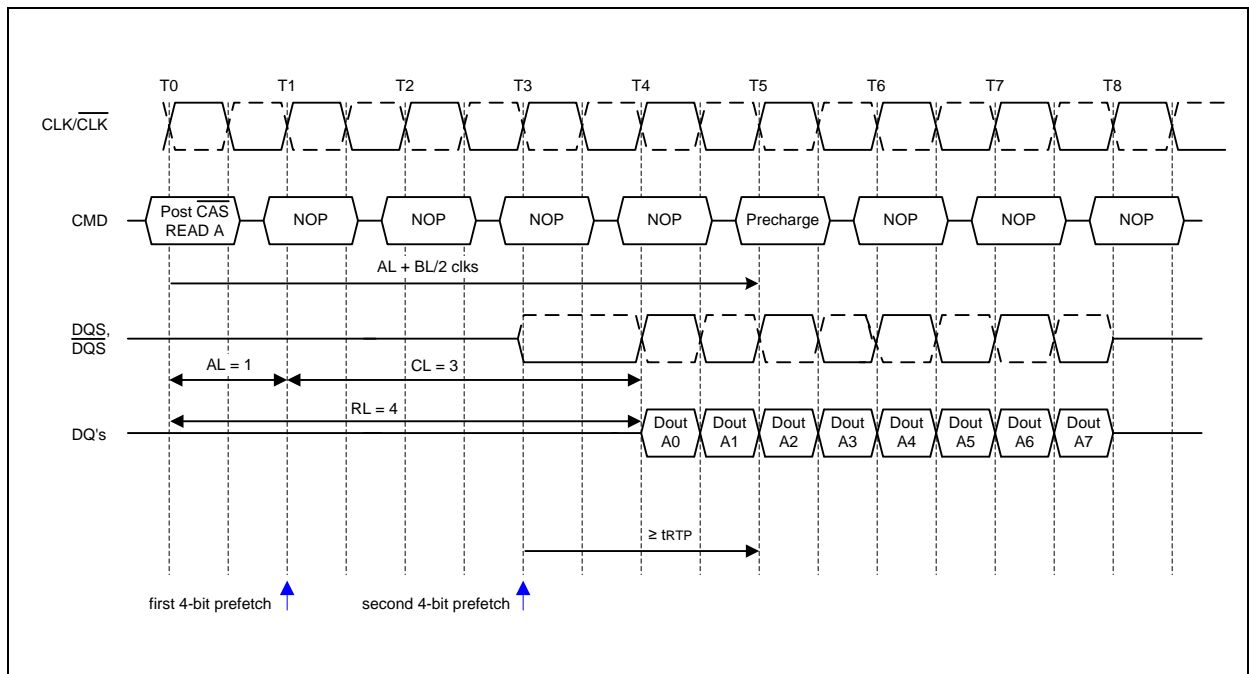 T0 T1 T2 T3 T4 T5 T6 T7 T8
CLK/CLK
CMD
Post CAS
READ A
NOP NOP NOP NOP Precharge NOP NOP NOP
AL + BL/2 clks
DQS,
DQS
AL = 1
CL = 3
RL = 4
DQ's
Dout Dout Dout Dout Dout Dout Dout Dout
A0 A1 A2 A3 A4 A5 A6 A7
≥ tRTP
first 4-bit prefetch
second 4-bit prefetch